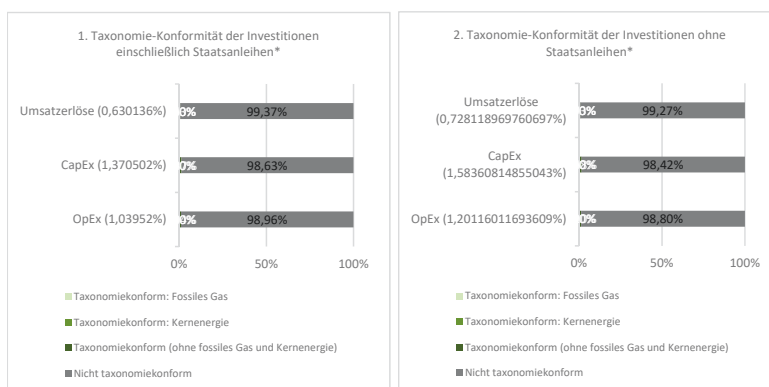 1. Taxonomie-Konformität der Investitionen
einschließlich Staatsanleihen*
Umsatzerlöse (0,630136%)
99,37%
CapEx (1,370502%)
98,63%
OpEx (1,03952%)
98,96%
0%
50%
100%
Taxonomiekonform: Fossiles Gas
Taxonomiekonform: Kernenergie
Taxonomiekonform (ohne fossiles Gas und Kernenergie)
Nicht taxonomiekonform
2. Taxonomie-Konformität der Investitionen ohne
Staatsanleihen*
Umsatzerlöse
(0,728118969760697%)
99,27%
CapEx
(1,58360814855043%)
98,42%
OpEx (1,20116011693609%)
98,80%
0%
50%
100%
Taxonomiekonform: Fossiles Gas
Taxonomiekonform: Kernenergie
Taxonomiekonform (ohne fossiles Gas und Kernenergie)
Nicht taxonomiekonform